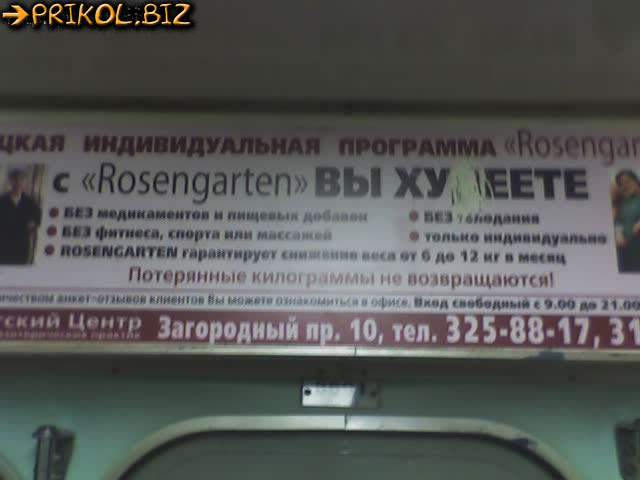 PRIKOL.BIZ
ЦКАЯ ИНДИВИДУАЛЬНАЯ ПРОГРАММА «Rosengar
с «Rosengarten» ВЫ ХУ ЕЕТЕ
• БЕЗ медикаментов и пищевых добавок
• БЕЗ голодания
• БЕЗ фитнеса, спорта или массажей
• только индивидуально
• ROSENGARTEN гарантирует снижение веса от 6 до 12 кг в месяц
Потерянные килограммы не возвращаются!
ичеством анкет-отзывов клиентов Вы можете ознакомиться в офисе. Вход свободный с 9.00 до 21.00
тский Центр
Загородный пр. 10, тел. 325-88-17, 31